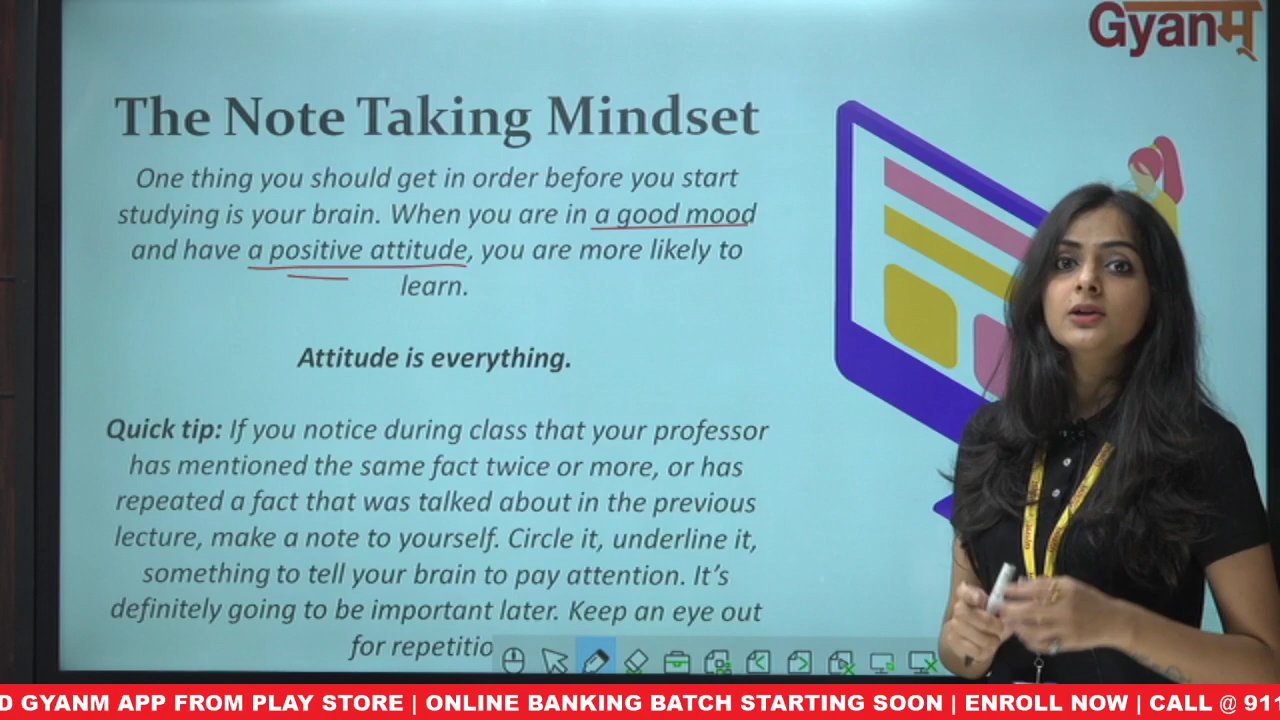 Gyanम्
The Note Taking Mindset
One thing you should get in order before you start
studying is your brain. When you are in a good mood
and have a positive attitude, you are more likely to
learn.
Attitude is everything.
Quick tip: If you notice during class that your professor
has mentioned the same fact twice or more, or has
repeated a fact that was talked about in the previous
lecture, make a note to yourself. Circle it, underline it,
something to tell your brain to pay attention. It’s
definitely going to be important later. Keep an eye out
for repetitio
D GYANM APP FROM PLAY STORE | ONLINE BANKING BATCH STARTING SOON | ENROLL NOW | CALL @ 911